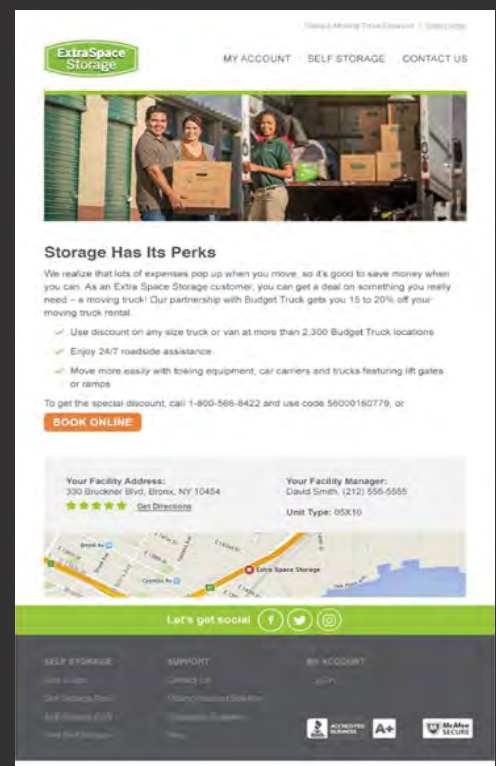 ExtraSpace
Storage
MY ACCOUNT SELF STORAGE CONTACT US
Storage Has Its Perks
We realize that lots of expenses pop up when you move, so it's good to save money when
you can. As an Extra Space Storage customer, you can get a deal on something you really
need – a moving truck! Our partnership with Budget Truck gets you 15 to 20% off your
moving truck rental.
Use discount on any size truck or van at more than 2,300 Budget Truck locations
Enjoy 24/7 roadside assistance
Move more easily with towing equipment, car carriers and trucks featuring lift gates
or ramps
To get the special discount, call 1-800-566-8422 and use code 56000160779, or
BOOK ONLINE
Your Facility Address:
330 Bruckner Blvd, Bronx, NY 10454
Get Directions
Your Facility Manager:
David Smith, (212) 555-5555
Unit Type: 05X10
Extra Space Storage
Let's get social
SELF STORAGE SUPPORT MY ACCOUNT
Contact Us
ACCREDITED
BUSINESS
A+
McAfee
SECURE